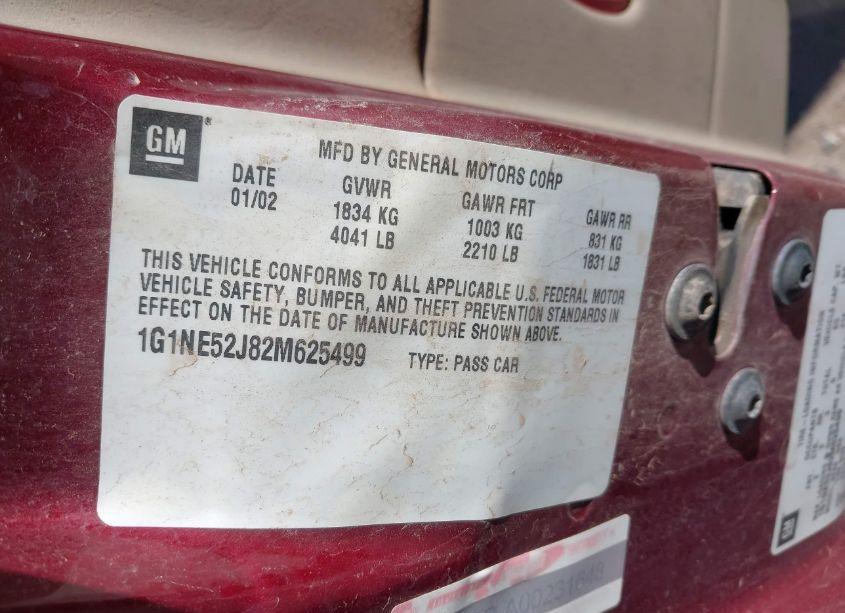 GM
MFD BY GENERAL MOTORS CORP
DATE GVWR GAWR FRT GAWR RR
01/02 1834 KG 1003 KG 831 KG
4041 LB 2210 LB 1831 LB
THIS VEHICLE CONFORMS TO ALL APPLICABLE U.S. FEDERAL MOTOR
VEHICLE SAFETY, BUMPER, AND THEFT PREVENTION STANDARDS IN
EFFECT ON THE DATE OF MANUFACTURE SHOWN ABOVE.
1G1NE52J82M625499 TYPE: PASS CAR
GM